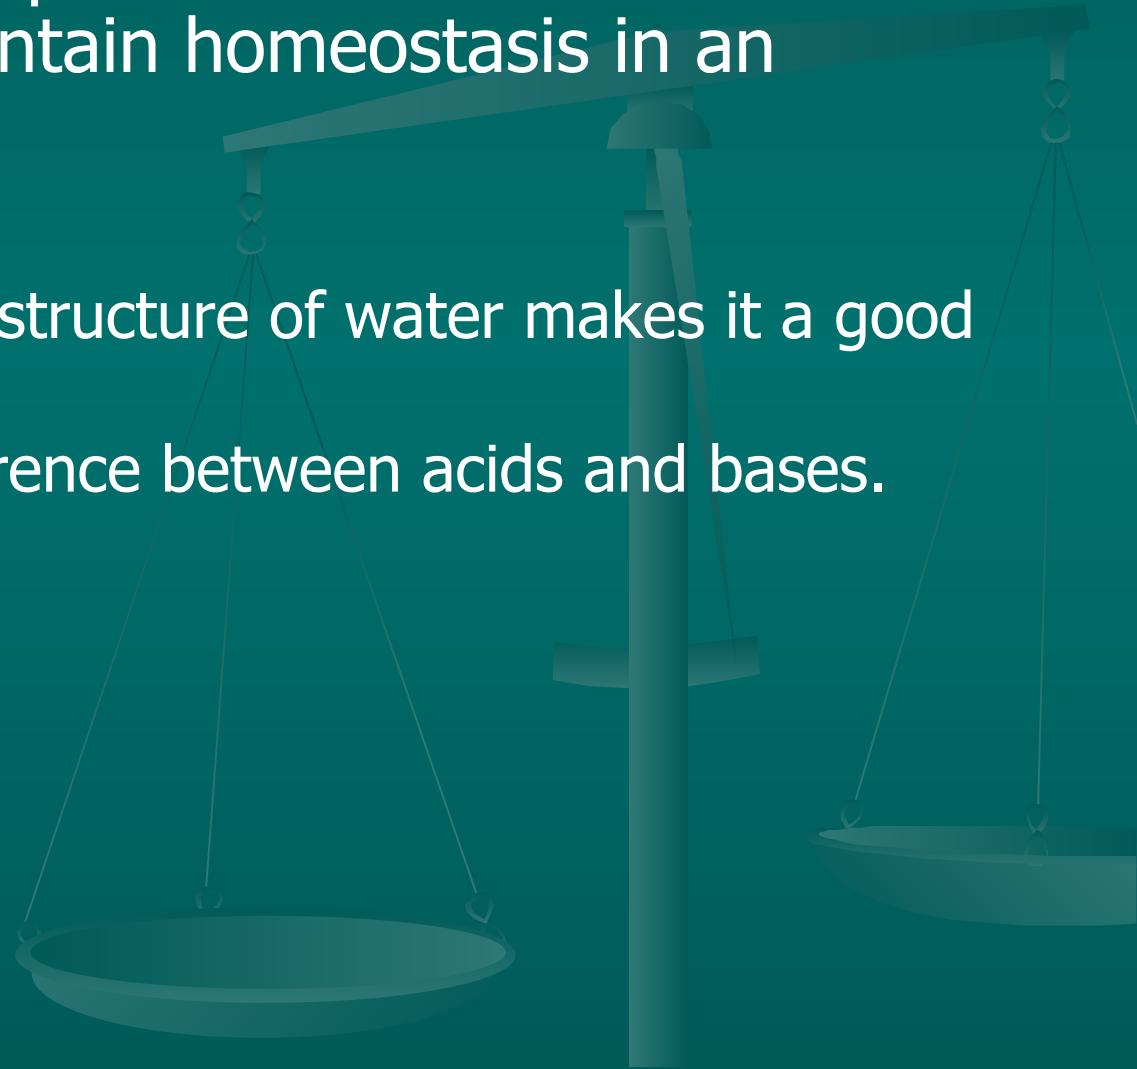 ntain homeostasis in an
structure of water makes it a good
rence between acids and bases.